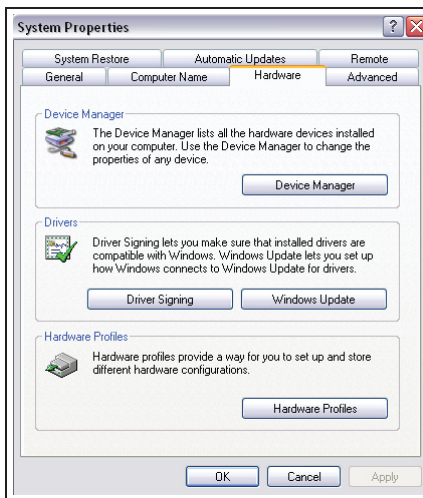 System Properties
System Restore Automatic Updates Remote
General Computer Name Hardware Advanced
Device Manager
The Device Manager lists all the hardware devices installed
on your computer. Use the Device Manager to change the
properties of any device.
Device Manager
Drivers
Driver Signing lets you make sure that installed drivers are
compatible with Windows. Windows Update lets you set up
how Windows connects to Windows Update for drivers.
Driver Signing Windows Update
Hardware Profiles
Hardware profiles provide a way for you to set up and store
different hardware configurations.
Hardware Profiles
OK Cancel Apply